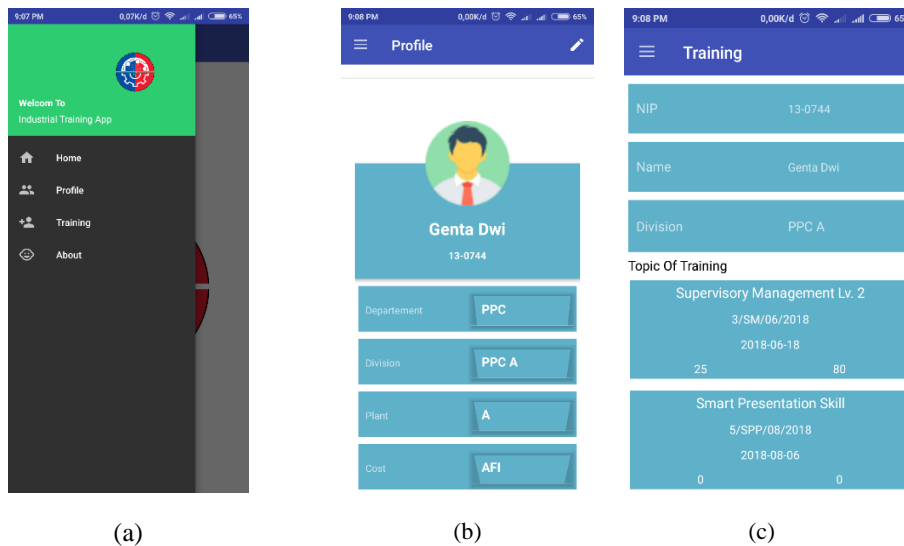 9:07 PM 0,07K/d 65%
Welcom To
Industrial Training App
Home
Profile
Training
About
(a)
9:08 PM 0,00K/d 65%
Profile
Genta Dwi
13-0744
Departement PPC
Division PPC A
Plant A
Cost AFI
(b)
9:08 PM 0,00K/d 65
Training
NIP 13-0744
Name Genta Dwi
Division PPC A
Topic Of Training
Supervisory Management Lv. 2
3/SM/06/2018
2018-06-18
25 80
Smart Presentation Skill
5/SPP/08/2018
2018-08-06
0 0
(c)